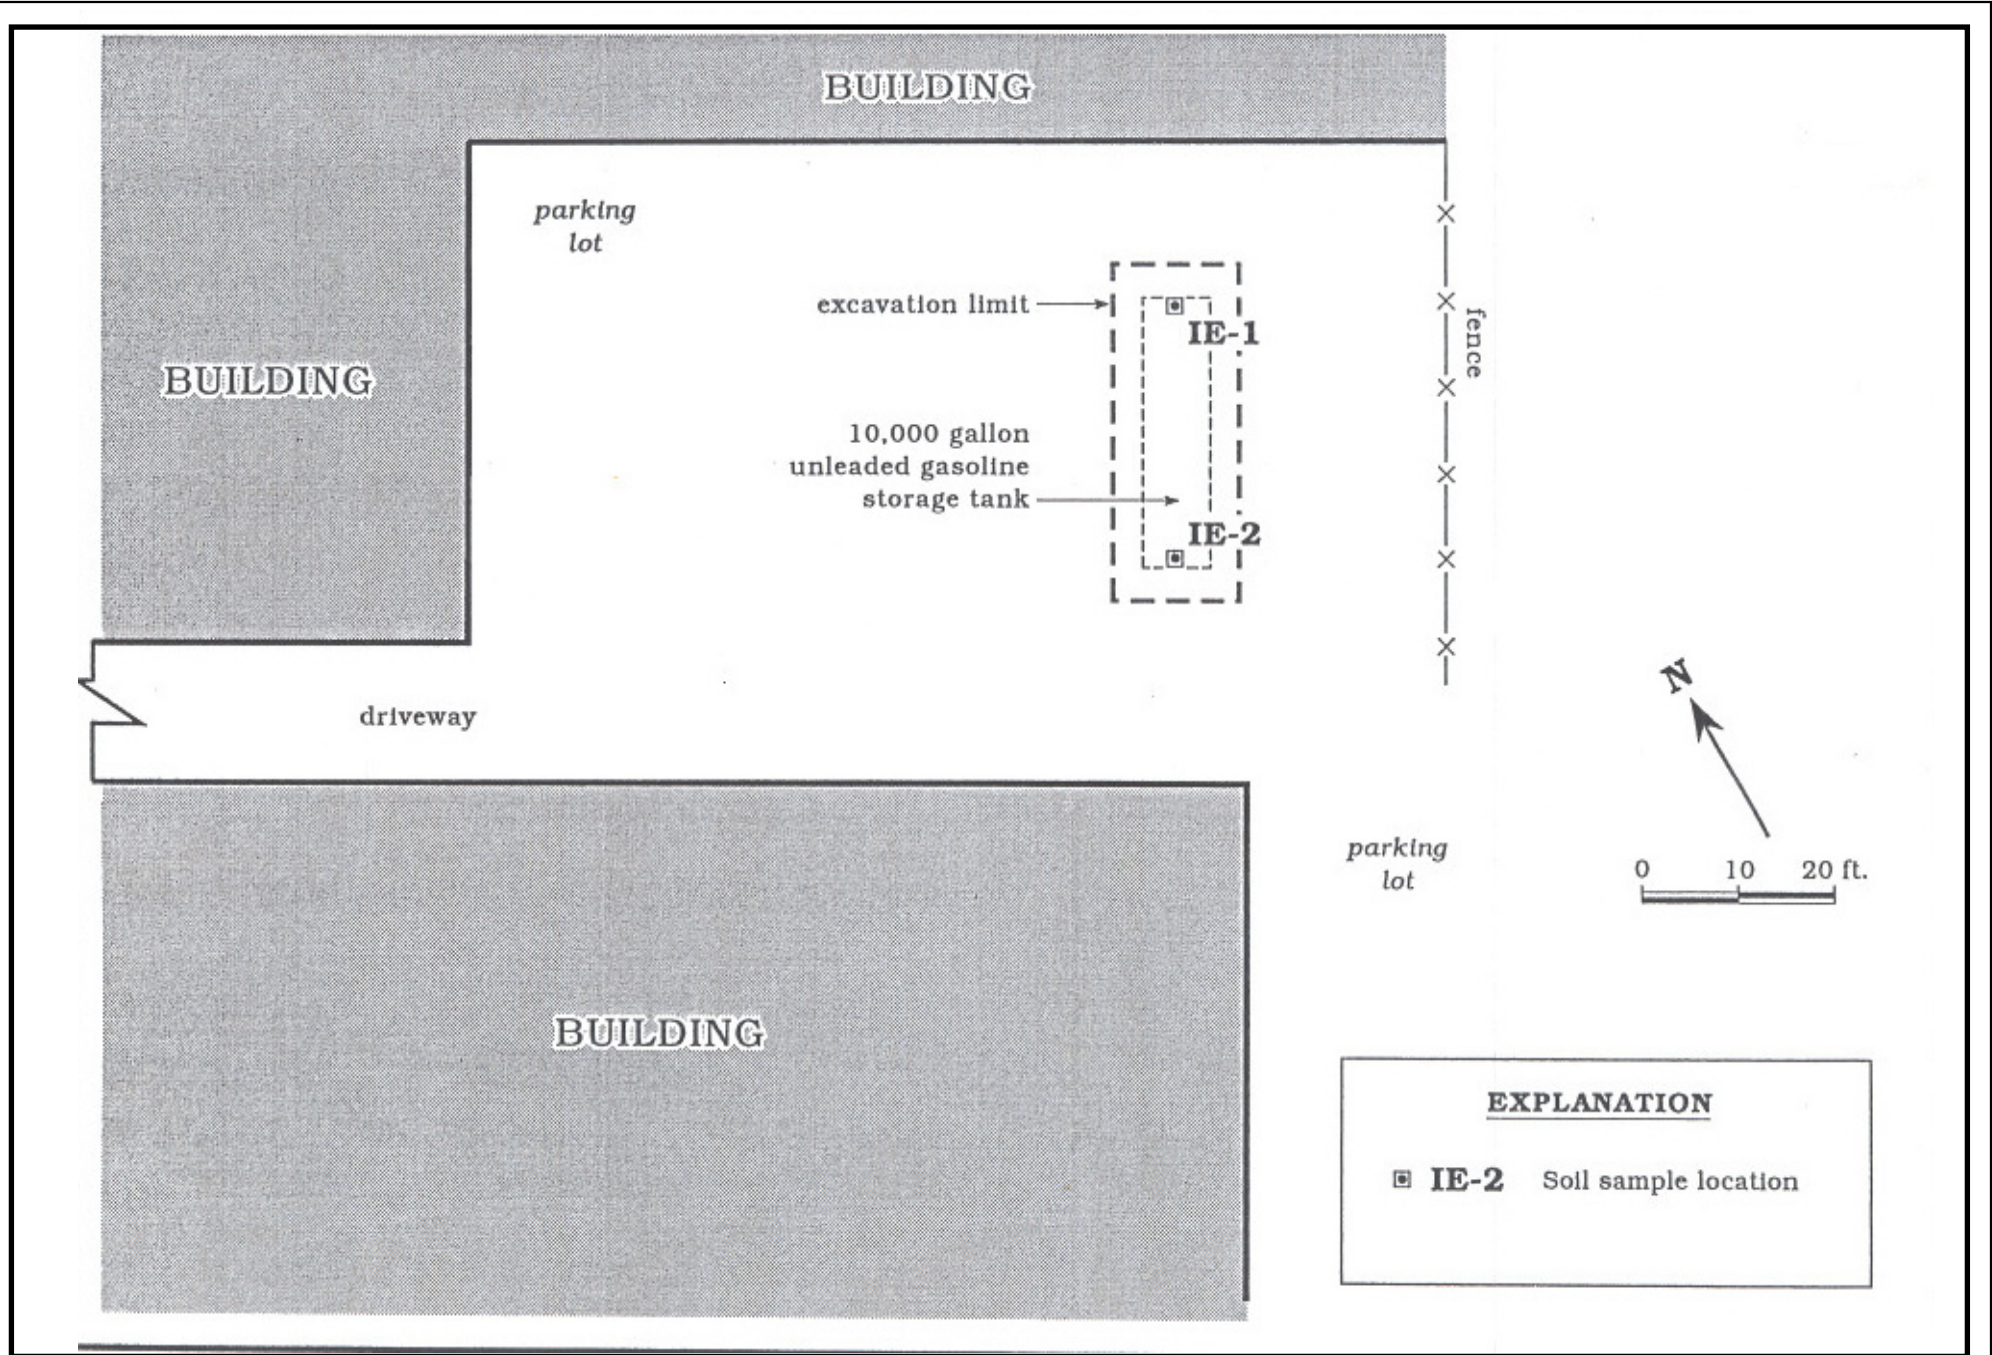 BUILDING
parking
lot
excavation limit
IE-1
fence
BUILDING
10,000 gallon
unleaded gasoline
storage tank
IE-2
N
driveway
parking
lot
0 10 20 ft.
BUILDING
EXPLANATION
IE-2 Soil sample location